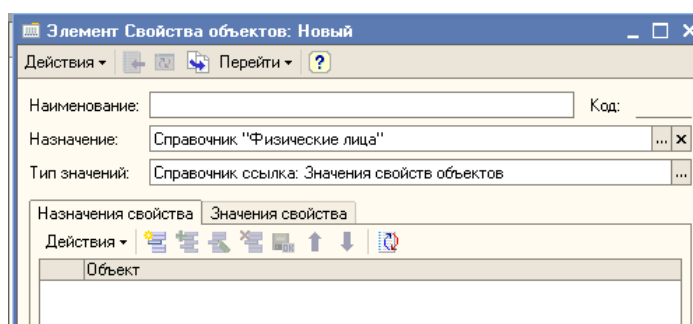 Элемент Свойства объектов: Новый
Действия Перейти ?
Наименование: Код:
Назначение: Справочник "Физические лица" ... x
Тип значений: Справочник ссылка: Значения свойств объектов ...
Назначения свойства Значения свойства
Действия
Объект